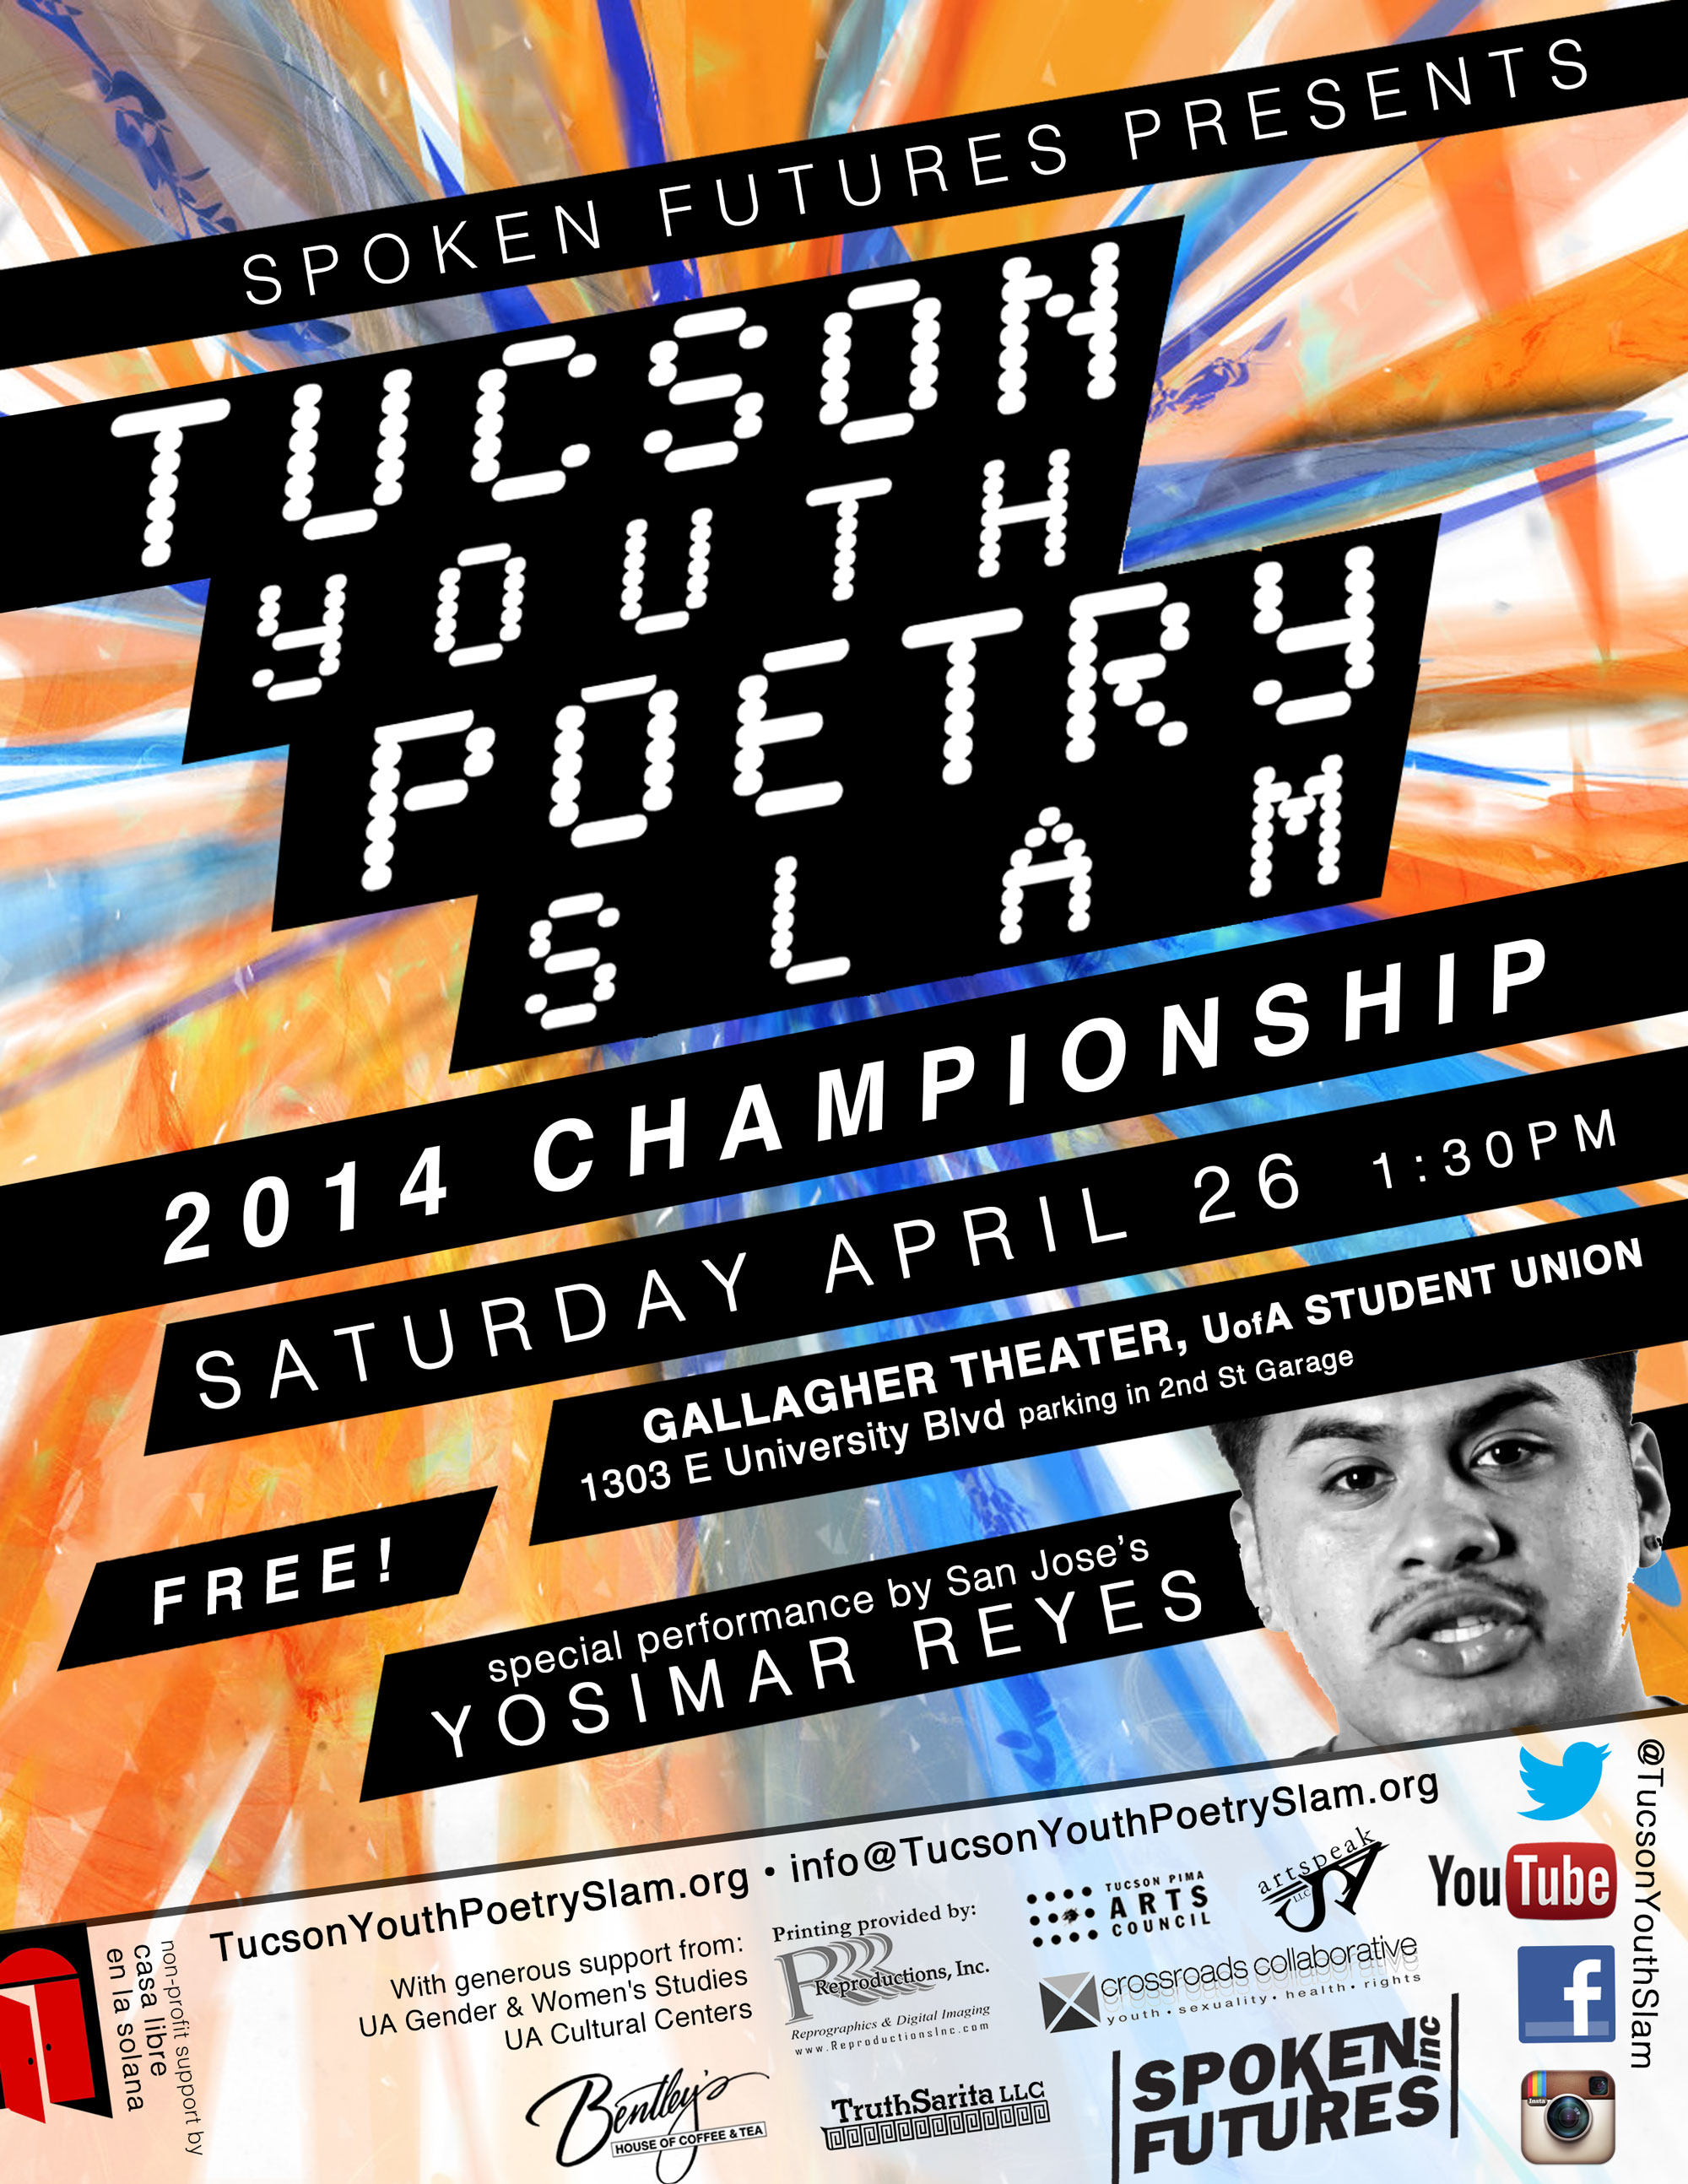 SPOKEN FUTURES PRESENTS
TUCSON
YOUTH
POETRY
SLAM
2014 CHAMPIONSHIP
SATURDAY APRIL 26 1:30PM
GALLAGHER THEATER, UofA STUDENT UNION
1303 E University Blvd parking in 2nd St Garage
FREE!
special performance by San Jose's
YOSIMAR REYES
TucsonYouthPoetrySlam.org • info@TucsonYouthPoetrySlam.org
@TucsonYouthSlam
non-profit support by
casa libre
en la solana
With generous support from:
UA Gender & Women's Studies
UA Cultural Centers
Printing provided by:
Reproductions, Inc.
Reprographics & Digital Imaging
www.ReproductionsInc.com
TUCSON PIMA
ARTS
COUNCIL
artspeak
LLC
crossroads collaborative
youth • sexuality • health • rights
Bentley's
HOUSE OF COFFEE & TEA
TruthSarita LLC
SPOKEN
FUTURES
inc
YouTube
f
Insta